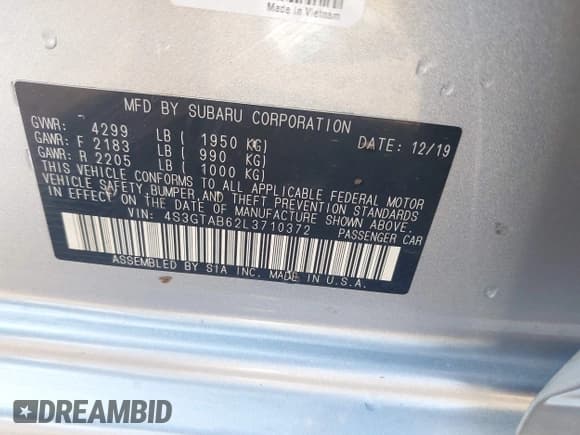 Made in Vietnam
MFD BY SUBARU CORPORATION
GVWR: 4299 LB ( 1950 KG) DATE: 12/19
GAWR: F 2183 LB ( 990 KG)
GAWR: R 2205 LB ( 1000 KG)
THIS VEHICLE CONFORMS TO ALL APPLICABLE FEDERAL MOTOR
VEHICLE SAFETY, BUMPER, AND THEFT PREVENTION STANDARDS
IN EFFECT ON THE DATE OF MANUFACTURE SHOWN ABOVE.
VIN: 4S3GTAB62L3710372 PASSENGER CAR
ASSEMBLED BY SIA INC. MADE IN U.S.A.
DREAMBID